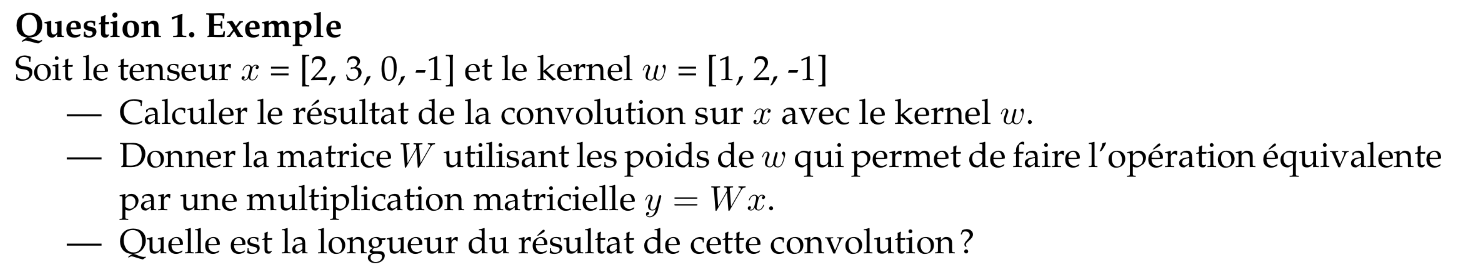 Question 1. Exemple
Soit le tenseur x = [2, 3, 0, -1] et le kernel w = [1, 2, -1]
— Calculer le résultat de la convolution sur x avec le kernel w.
— Donner la matrice W utilisant les poids de w qui permet de faire l'opération équivalente
par une multiplication matricielle y = Wx.
— Quelle est la longueur du résultat de cette convolution ?